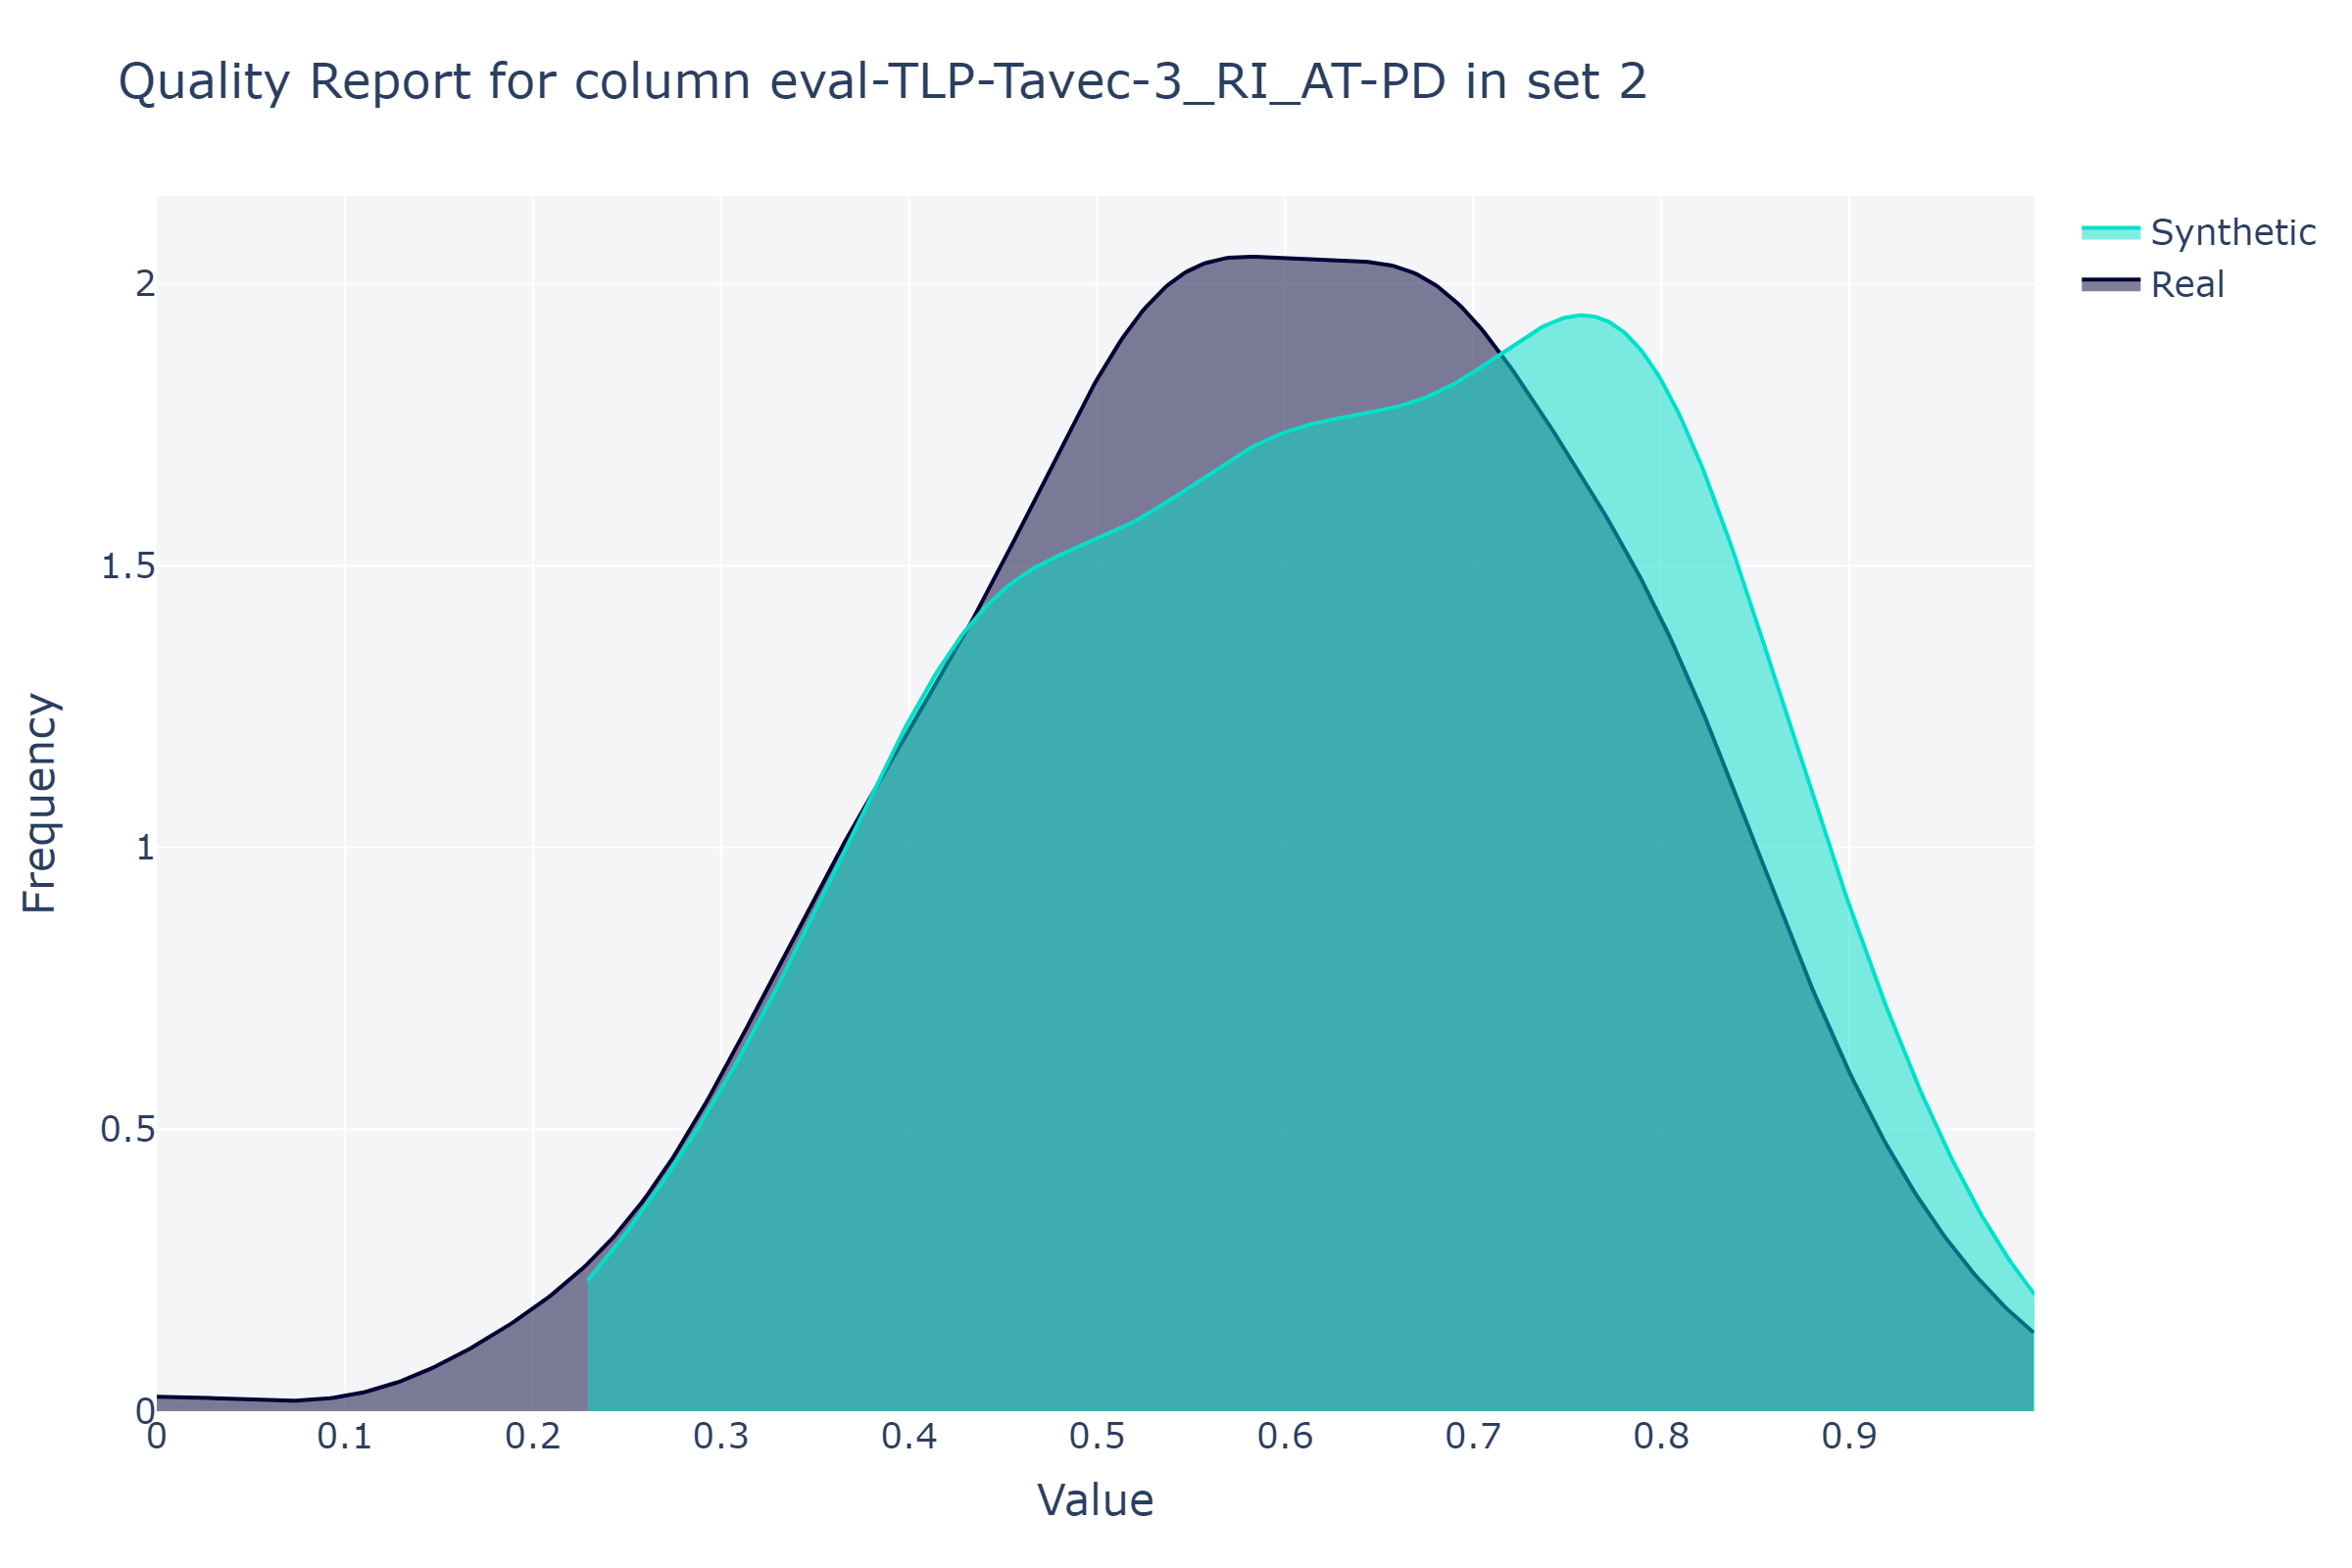 Quality Report for column eval-TLP-Tavec-3_RI_AT-PD in set 2
Synthetic
Real
Frequency
2
1.5
1
0.5
0
0 0.1 0.2 0.3 0.4 0.5 0.6 0.7 0.8 0.9
Value